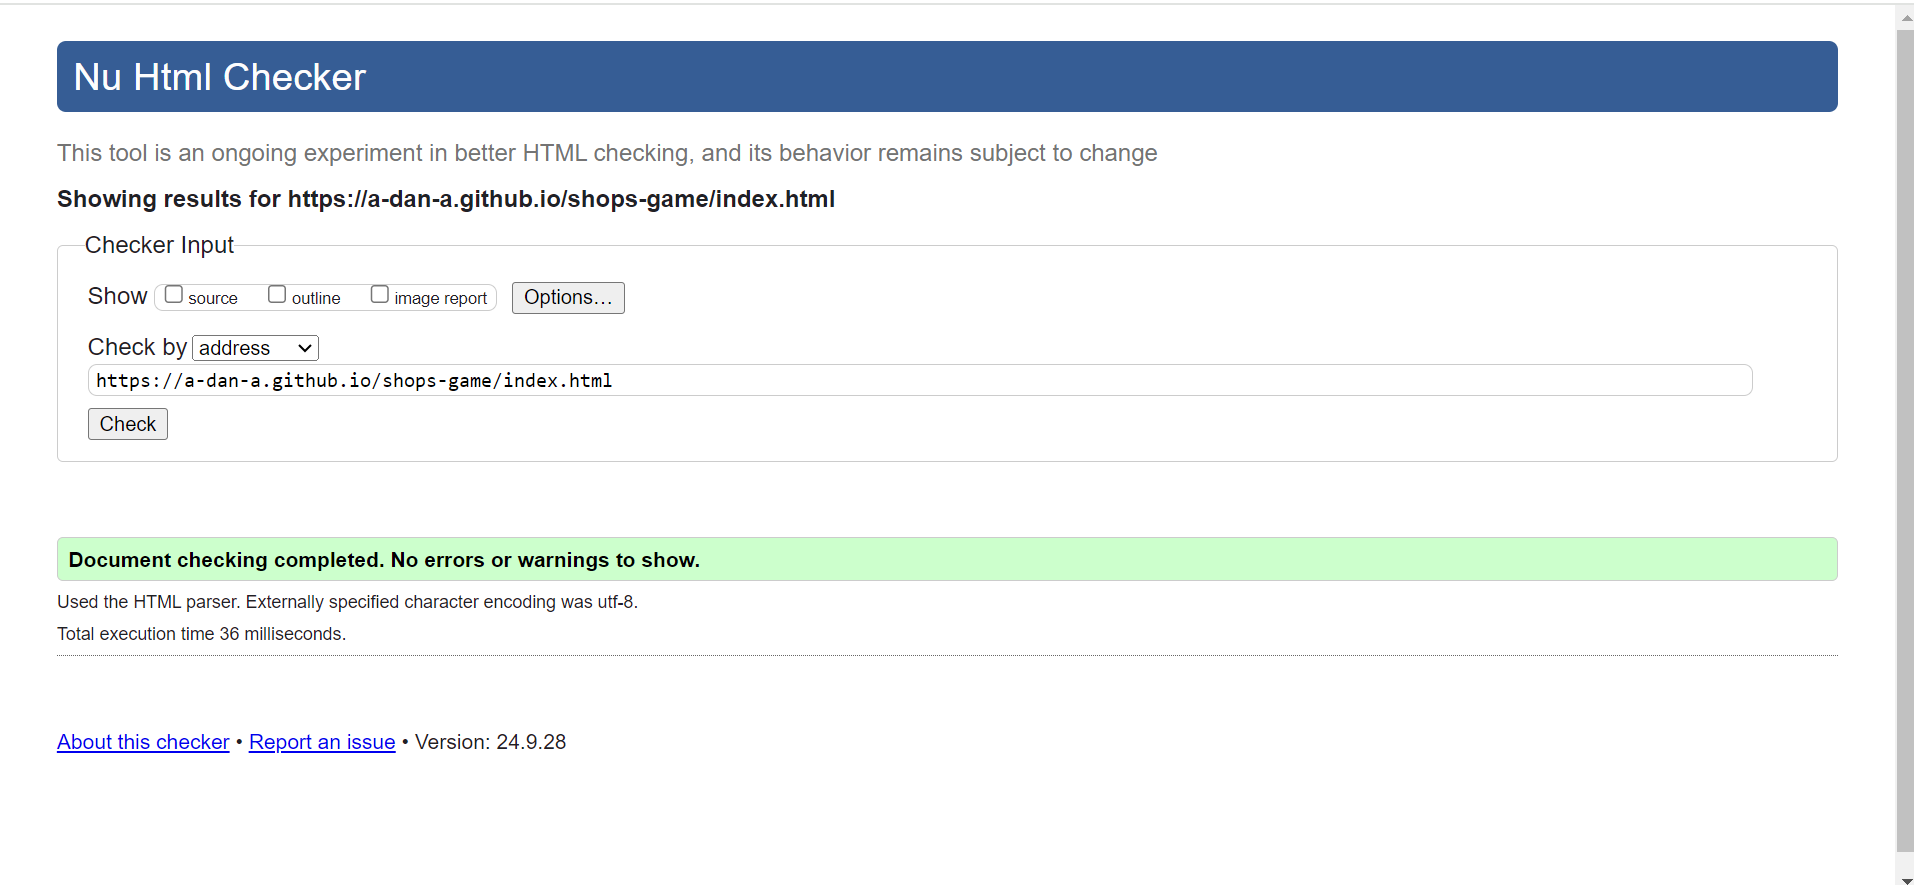 Nu Html Checker
This tool is an ongoing experiment in better HTML checking, and its behavior remains subject to change
Showing results for https://a-dan-a.github.io/shops-game/index.html
Checker Input
Show source outline image report Options…
Check by address
https://a-dan-a.github.io/shops-game/index.html
Check
Document checking completed. No errors or warnings to show.
Used the HTML parser. Externally specified character encoding was utf-8.
Total execution time 36 milliseconds.
About this checker • Report an issue • Version: 24.9.28